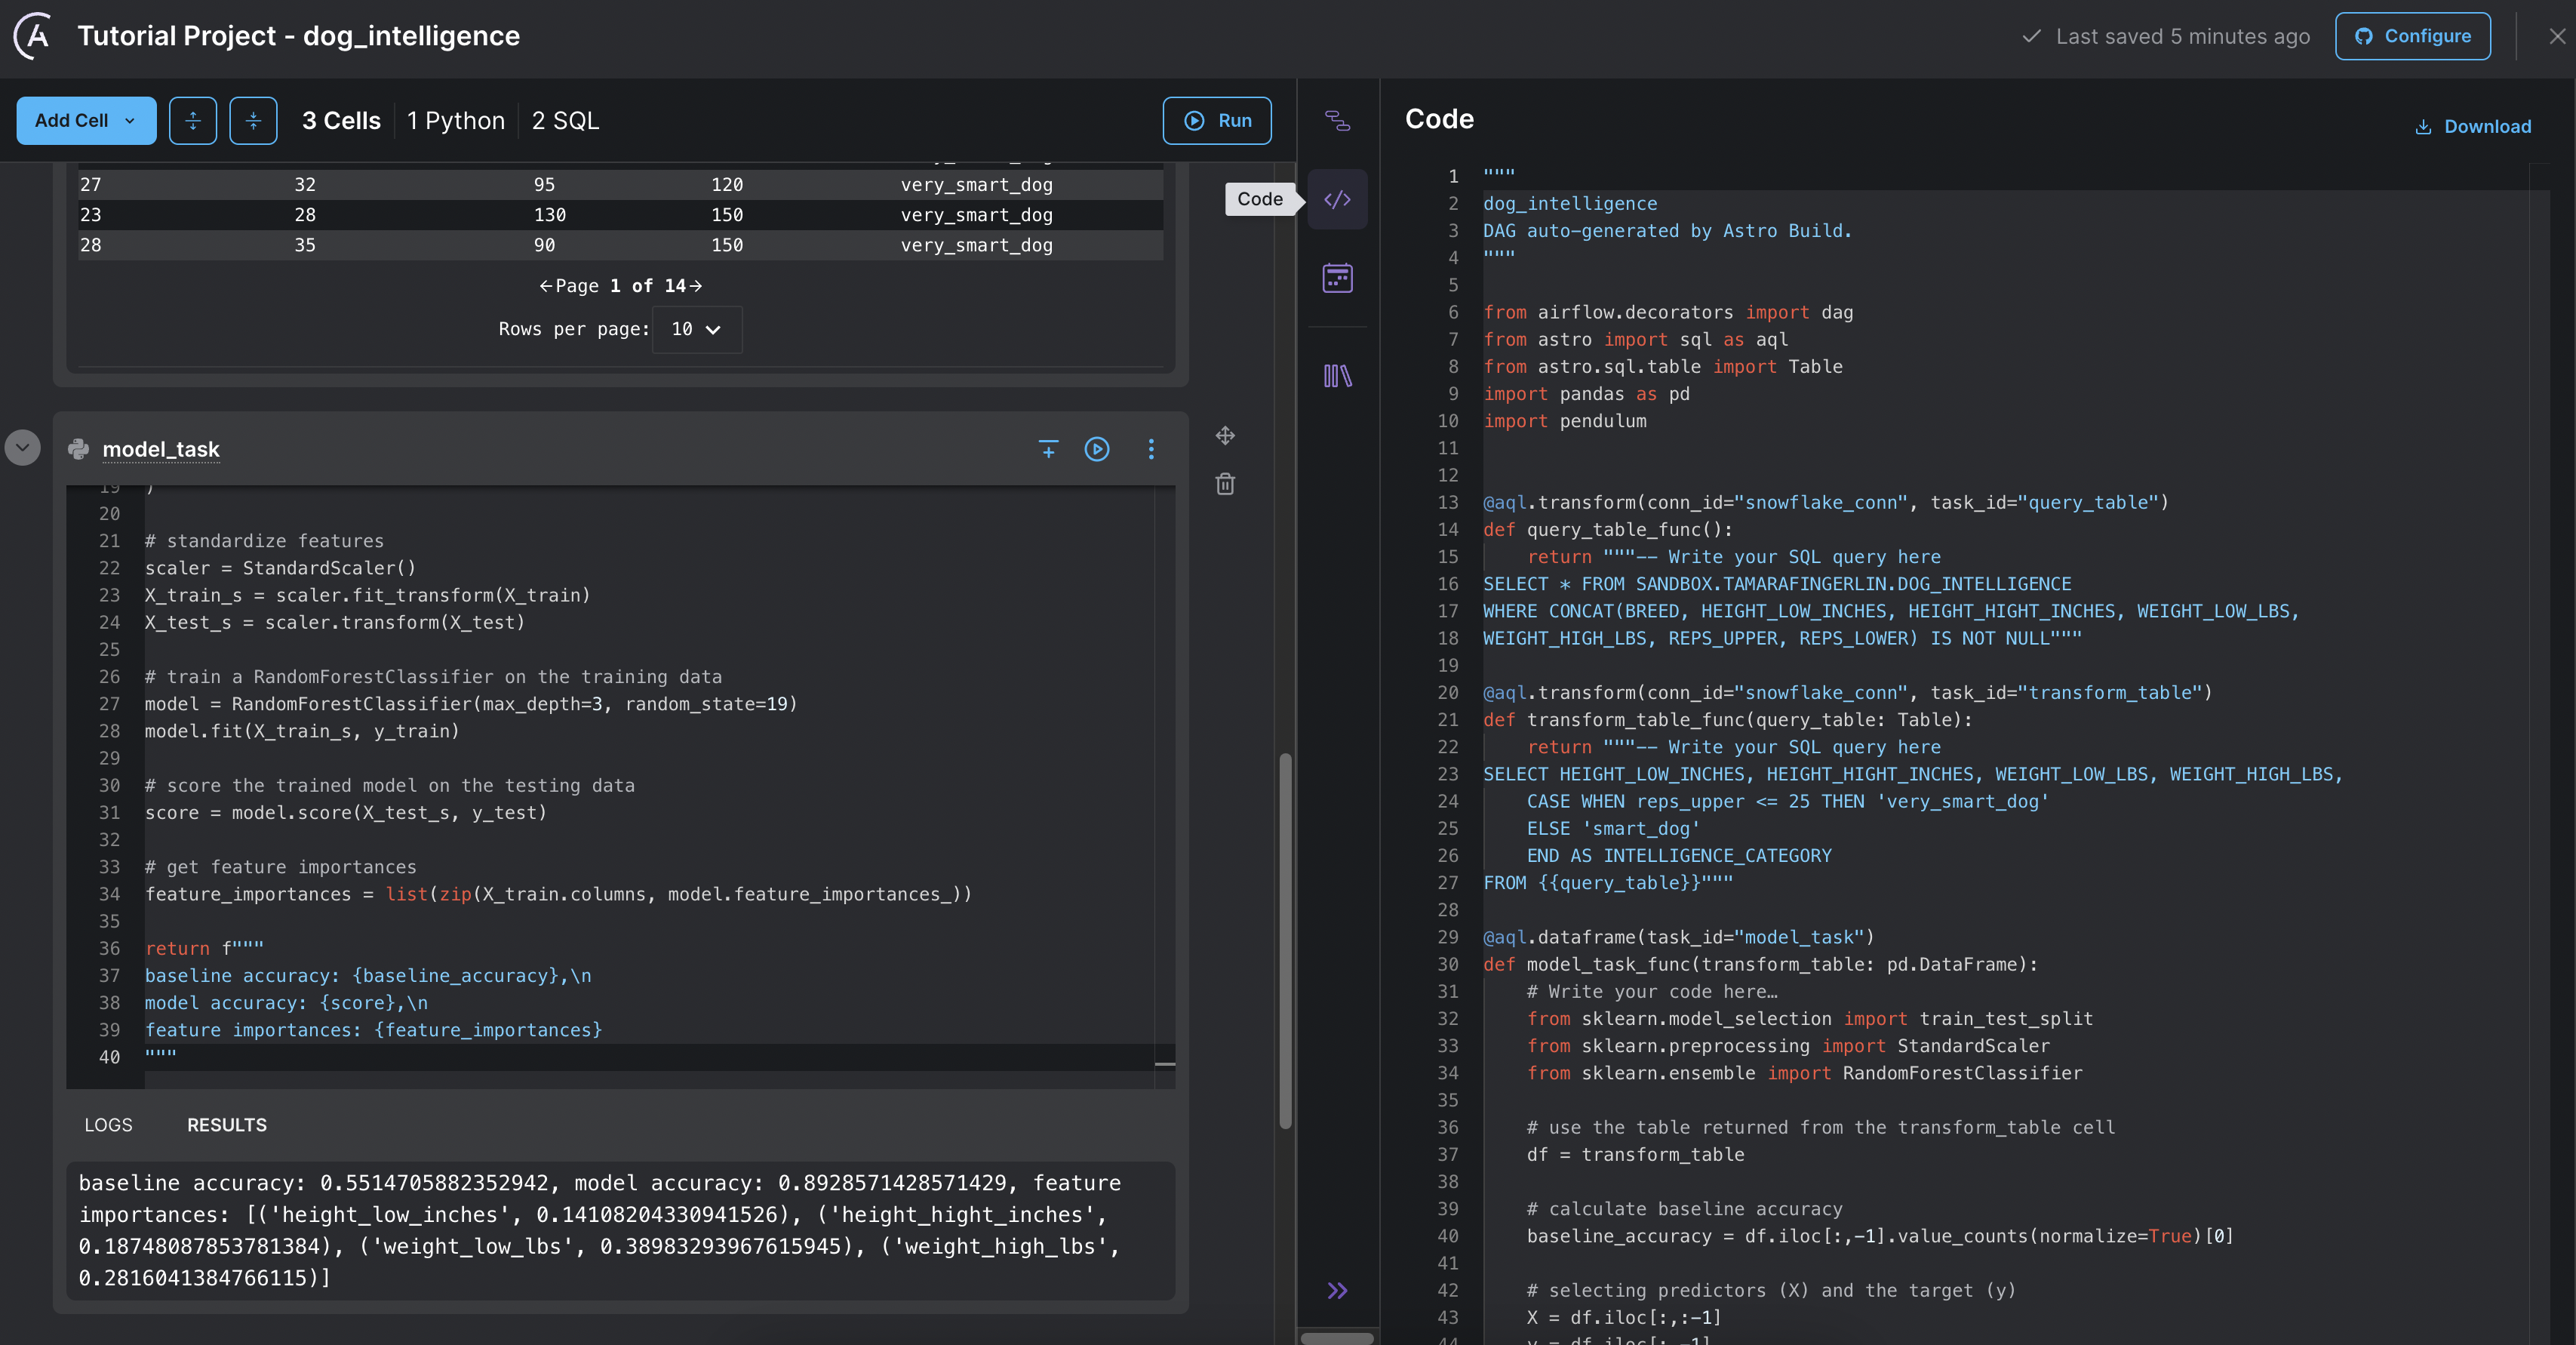 Tutorial Project - dog_intelligence
Last saved 5 minutes ago
Configure
Add Cell
3 Cells
1 Python
2 SQL
Run
27 32 95 120 very_smart_dog
23 28 130 150 very_smart_dog
28 35 90 150 very_smart_dog
←Page 1 of 14→
Rows per page: 10
model_task
19 )
20
21 # standardize features
22 scaler = StandardScaler()
23 X_train_s = scaler.fit_transform(X_train)
24 X_test_s = scaler.transform(X_test)
25
26 # train a RandomForestClassifier on the training data
27 model = RandomForestClassifier(max_depth=3, random_state=19)
28 model.fit(X_train_s, y_train)
29
30 # score the trained model on the testing data
31 score = model.score(X_test_s, y_test)
32
33 # get feature importances
34 feature_importances = list(zip(X_train.columns, model.feature_importances_))
35
36 return f"""
37 baseline accuracy: {baseline_accuracy},\n
38 model accuracy: {score},\n
39 feature importances: {feature_importances}
40 """
LOGS
RESULTS
baseline accuracy: 0.5514705882352942, model accuracy: 0.8928571428571429, feature
importances: [('height_low_inches', 0.14108204330941526), ('height_hight_inches',
0.18748087853781384), ('weight_low_lbs', 0.38983293967615945), ('weight_high_lbs',
0.2816041384766115)]
Code
Code
Download
1 """
2 dog_intelligence
3 DAG auto-generated by Astro Build.
4 """
5
6 from airflow.decorators import dag
7 from astro import sql as aql
8 from astro.sql.table import Table
9 import pandas as pd
10 import pendulum
11
12
13 @aql.transform(conn_id="snowflake_conn", task_id="query_table")
14 def query_table_func():
15 return """-- Write your SQL query here
16 SELECT * FROM SANDBOX.TAMARAFINGERLIN.DOG_INTELLIGENCE
17 WHERE CONCAT(BREED, HEIGHT_LOW_INCHES, HEIGHT_HIGHT_INCHES, WEIGHT_LOW_LBS,
18 WEIGHT_HIGH_LBS, REPS_UPPER, REPS_LOWER) IS NOT NULL"""
19
20 @aql.transform(conn_id="snowflake_conn", task_id="transform_table")
21 def transform_table_func(query_table: Table):
22 return """-- Write your SQL query here
23 SELECT HEIGHT_LOW_INCHES, HEIGHT_HIGHT_INCHES, WEIGHT_LOW_LBS, WEIGHT_HIGH_LBS,
24 CASE WHEN reps_upper <= 25 THEN 'very_smart_dog'
25 ELSE 'smart_dog'
26 END AS INTELLIGENCE_CATEGORY
27 FROM {{query_table}}"""
28
29 @aql.dataframe(task_id="model_task")
30 def model_task_func(transform_table: pd.DataFrame):
31 # Write your code here…
32 from sklearn.model_selection import train_test_split
33 from sklearn.preprocessing import StandardScaler
34 from sklearn.ensemble import RandomForestClassifier
35
36 # use the table returned from the transform_table cell
37 df = transform_table
38
39 # calculate baseline accuracy
40 baseline_accuracy = df.iloc[:,-1].value_counts(normalize=True)[0]
41
42 # selecting predictors (X) and the target (y)
43 X = df.iloc[:,:-1]
44 y = df.iloc[:,-1]